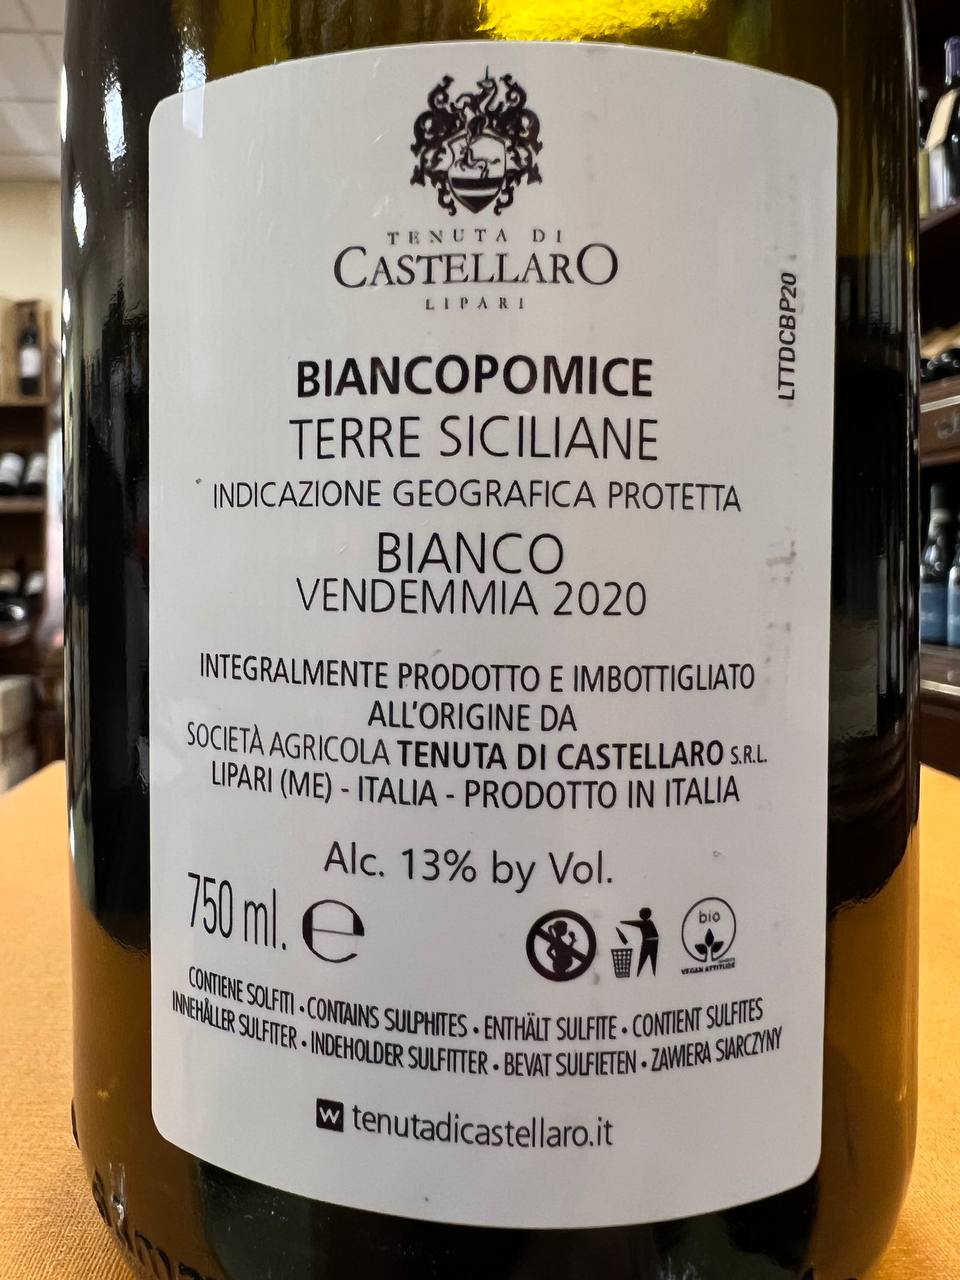 TENUTA DI
CASTELLARO
LIPARI
LTTDCBP20
BIANCOPOMICE
TERRE SICILIANE
INDICAZIONE GEOGRAFICA PROTETTA
BIANCO
VENDEMMIA 2020
INTEGRALMENTE PRODOTTO E IMBOTTIGLIATO
ALL'ORIGINE DA
SOCIETÀ AGRICOLA TENUTA DI CASTELLARO S.R.L.
LIPARI (ME) - ITALIA - PRODOTTO IN ITALIA
Alc. 13% by Vol.
750 ml. e
bio
VEGAN ATTITUDE
CONTIENE SOLFITI • CONTAINS SULPHITES • ENTHÄLT SULFITE • CONTIENT SULFITES
INNEHÅLLER SULFITER • INDEHOLDER SULFITTER • BEVAT SULFIETEN • ZAWIERA SIARCZYNY
w tenutadicastellaro.it